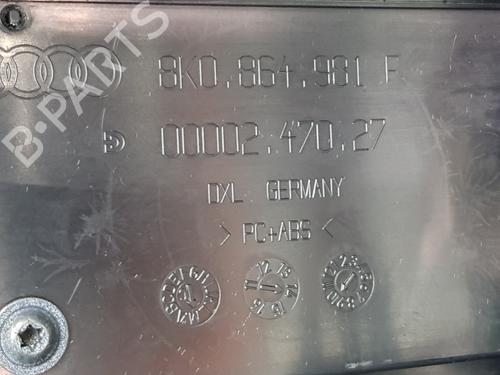 8K0.864.981 F
00002.470.27
D/L GERMANY
> PC+ABS <
B-PARTS